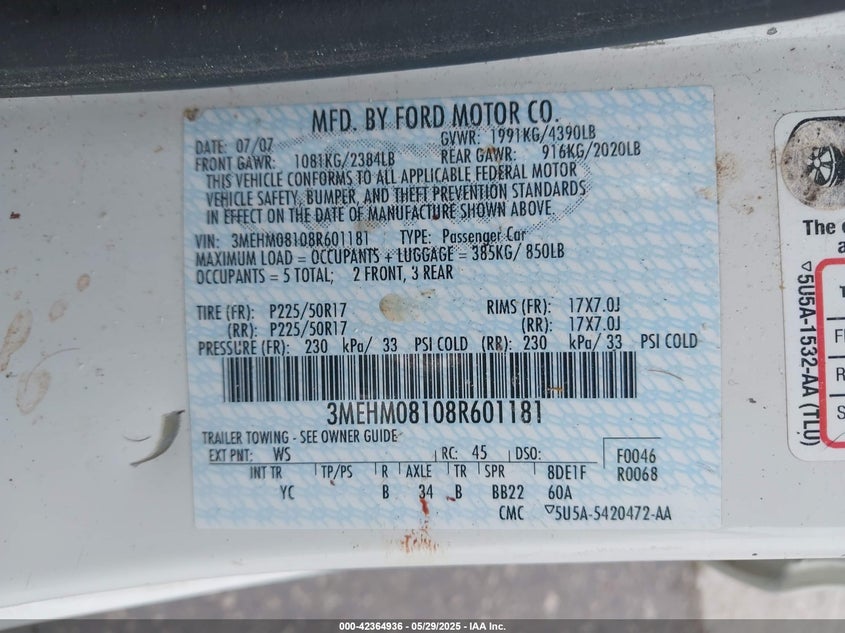 MFD. BY FORD MOTOR CO.
DATE: 07/07 GVWR: 1991KG/4390LB
FRONT GAWR: 1081KG/2384LB REAR GAWR: 916KG/2020LB
THIS VEHICLE CONFORMS TO ALL APPLICABLE FEDERAL MOTOR
VEHICLE SAFETY, BUMPER, AND THEFT PREVENTION STANDARDS
IN EFFECT ON THE DATE OF MANUFACTURE SHOWN ABOVE
VIN: 3MEHM08108R601181 TYPE: Passenger Car
MAXIMUM LOAD = OCCUPANTS + LUGGAGE = 385KG/ 850LB
OCCUPANTS = 5 TOTAL; 2 FRONT, 3 REAR
TIRE (FR): P225/50R17 RIMS (FR): 17X7.0J
(RR): P225/50R17 (RR): 17X7.0J
PRESSURE (FR): 230 kPa/ 33 PSI COLD (RR): 230 kPa/ 33 PSI COLD
3MEHM08108R601181
TRAILER TOWING - SEE OWNER GUIDE
EXT PNT: WS RC: 45 DSO: F0046
INT TR TP/PS R AXLE TR SPR 8DE1F R0068
YC B 34 B BB22 60A
CMC ▽5U5A-5420472-AA
The
a
▽5U5A-1532-AA (TLU)
T
F
R
S
000-42364936 - 05/29/2025 - IAA Inc.